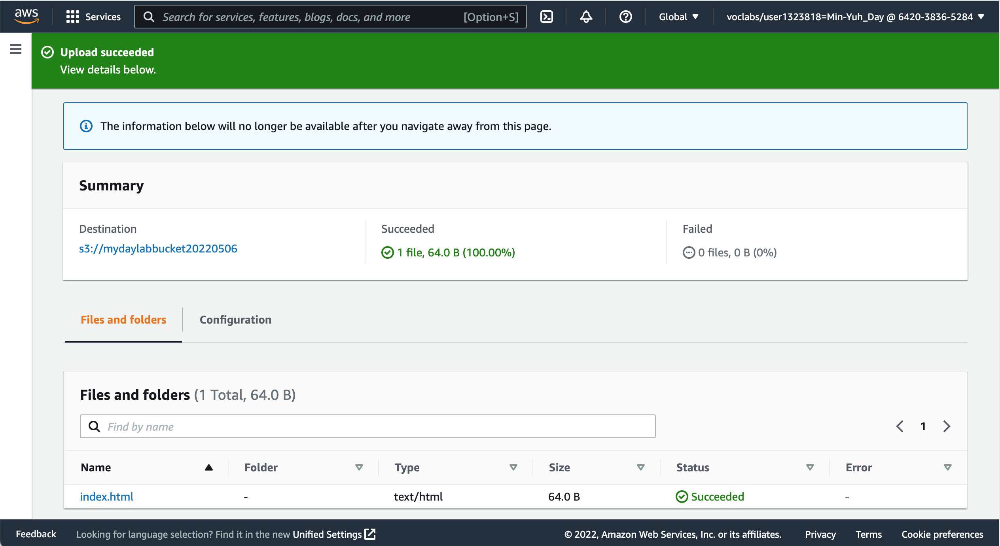 aws Services Search for services, features, blogs, docs, and more [Option+S] Global voclabs/user1323818=Min-Yuh_Day @ 6420-3836-5284
Upload succeeded
View details below.
The information below will no longer be available after you navigate away from this page.
Summary
Destination Succeeded Failed
s3://mydaylabbucket20220506 1 file, 64.0 B (100.00%) 0 files, 0 B (0%)
Files and folders Configuration
Files and folders (1 Total, 64.0 B)
Find by name 1
Name Folder Type Size Status Error
index.html - text/html 64.0 B Succeeded -
Feedback Looking for language selection? Find it in the new Unified Settings © 2022, Amazon Web Services, Inc. or its affiliates. Privacy Terms Cookie preferences